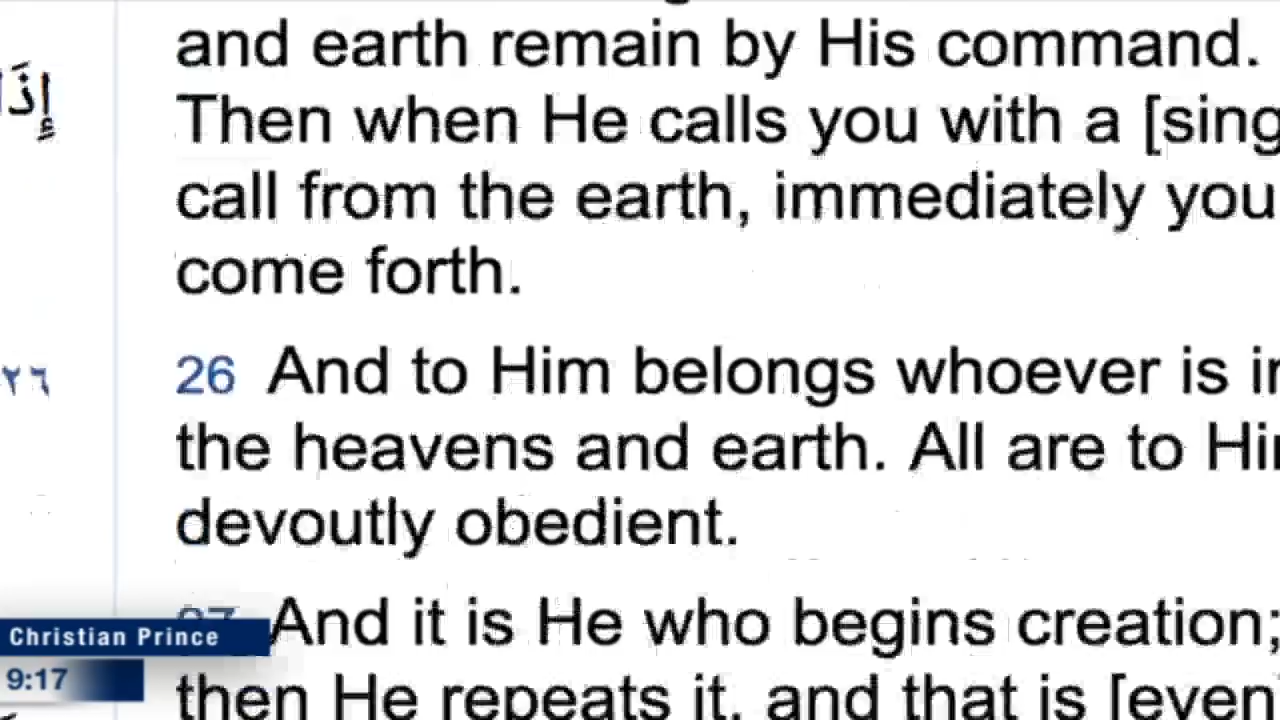 and earth remain by His command.
إِذَا
Then when He calls you with a [sing
call from the earth, immediately you
come forth.
٢٦
26 And to Him belongs whoever is in
the heavens and earth. All are to Hi
devoutly obedient.
27 And it is He who begins creation;
Christian Prince
9:17
then He repeats it, and that is [even